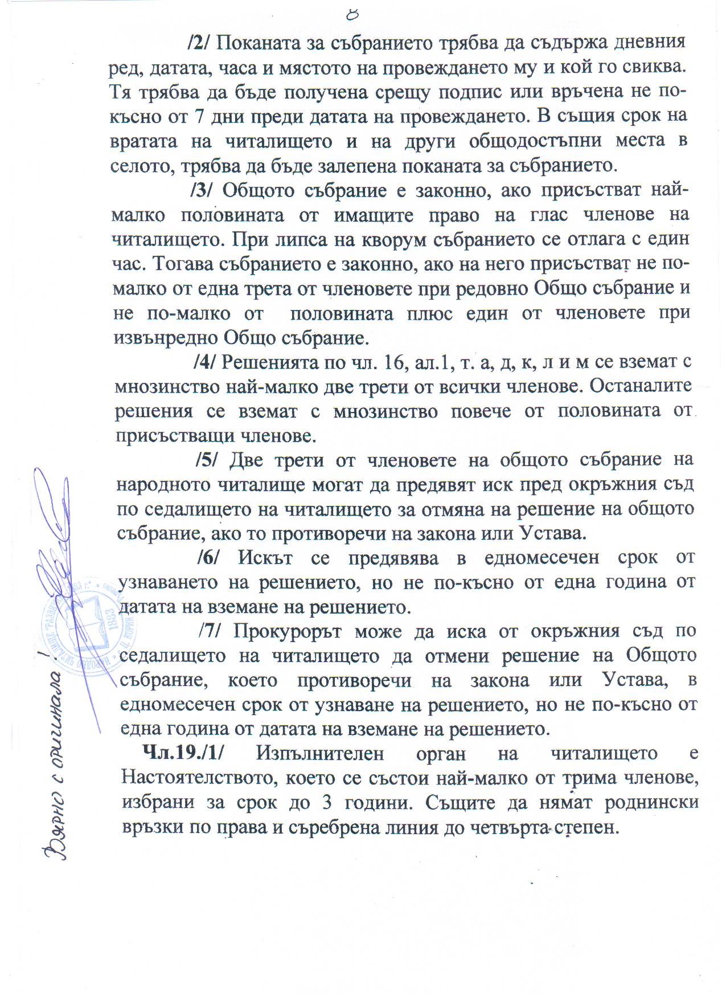 8
/2/ Поканата за събранието трябва да съдържа дневния
ред, датата, часа и мястото на провеждането му и кой го свиква.
Тя трябва да бъде получена срещу подпис или връчена не по-
късно от 7 дни преди датата на провеждането. В същия срок на
вратата на читалището и на други общодостъпни места в
селото, трябва да бъде залепена поканата за събранието.
/3/ Общото събрание е законно, ако присъстват най-
малко половината от имащите право на глас членове на
читалището. При липса на кворум събранието се отлага с един
час. Тогава събранието е законно, ако на него присъстват не по-
малко от една трета от членовете при редовно Общо събрание и
не по-малко от половината плюс един от членовете при
извънредно Общо събрание.
/4/ Решенията по чл. 16, ал.1, т. а, д, к, л и м се вземат с
мнозинство най-малко две трети от всички членове. Останалите
решения се вземат с мнозинство повече от половината от
присъстващи членове.
/5/ Две трети от членовете на общото събрание на
народното читалище могат да предявят иск пред окръжния съд
по седалището на читалището за отмяна на решение на общото
събрание, ако то противоречи на закона или Устава.
/6/ Искът се предявява в едномесечен срок от
узнаването на решението, но не по-късно от една година от
датата на вземане на решението.
/7/ Прокурорът може да иска от окръжния съд по
седалището на читалището да отмени решение на Общото
събрание, което противоречи на закона или Устава, в
едномесечен срок от узнаване на решението, но не по-късно от
една година от датата на вземане на решението.
Чл.19./1/ Изпълнителен орган на читалището е
Настоятелството, което се състои най-малко от трима членове,
избрани за срок до 3 години. Същите да нямат роднински
връзки по права и съребрена линия до четвърта степен.
Вярно с оригинала!
НАРОДНО ЧИТАЛИЩЕ "РАЗВИТИЕ
1883